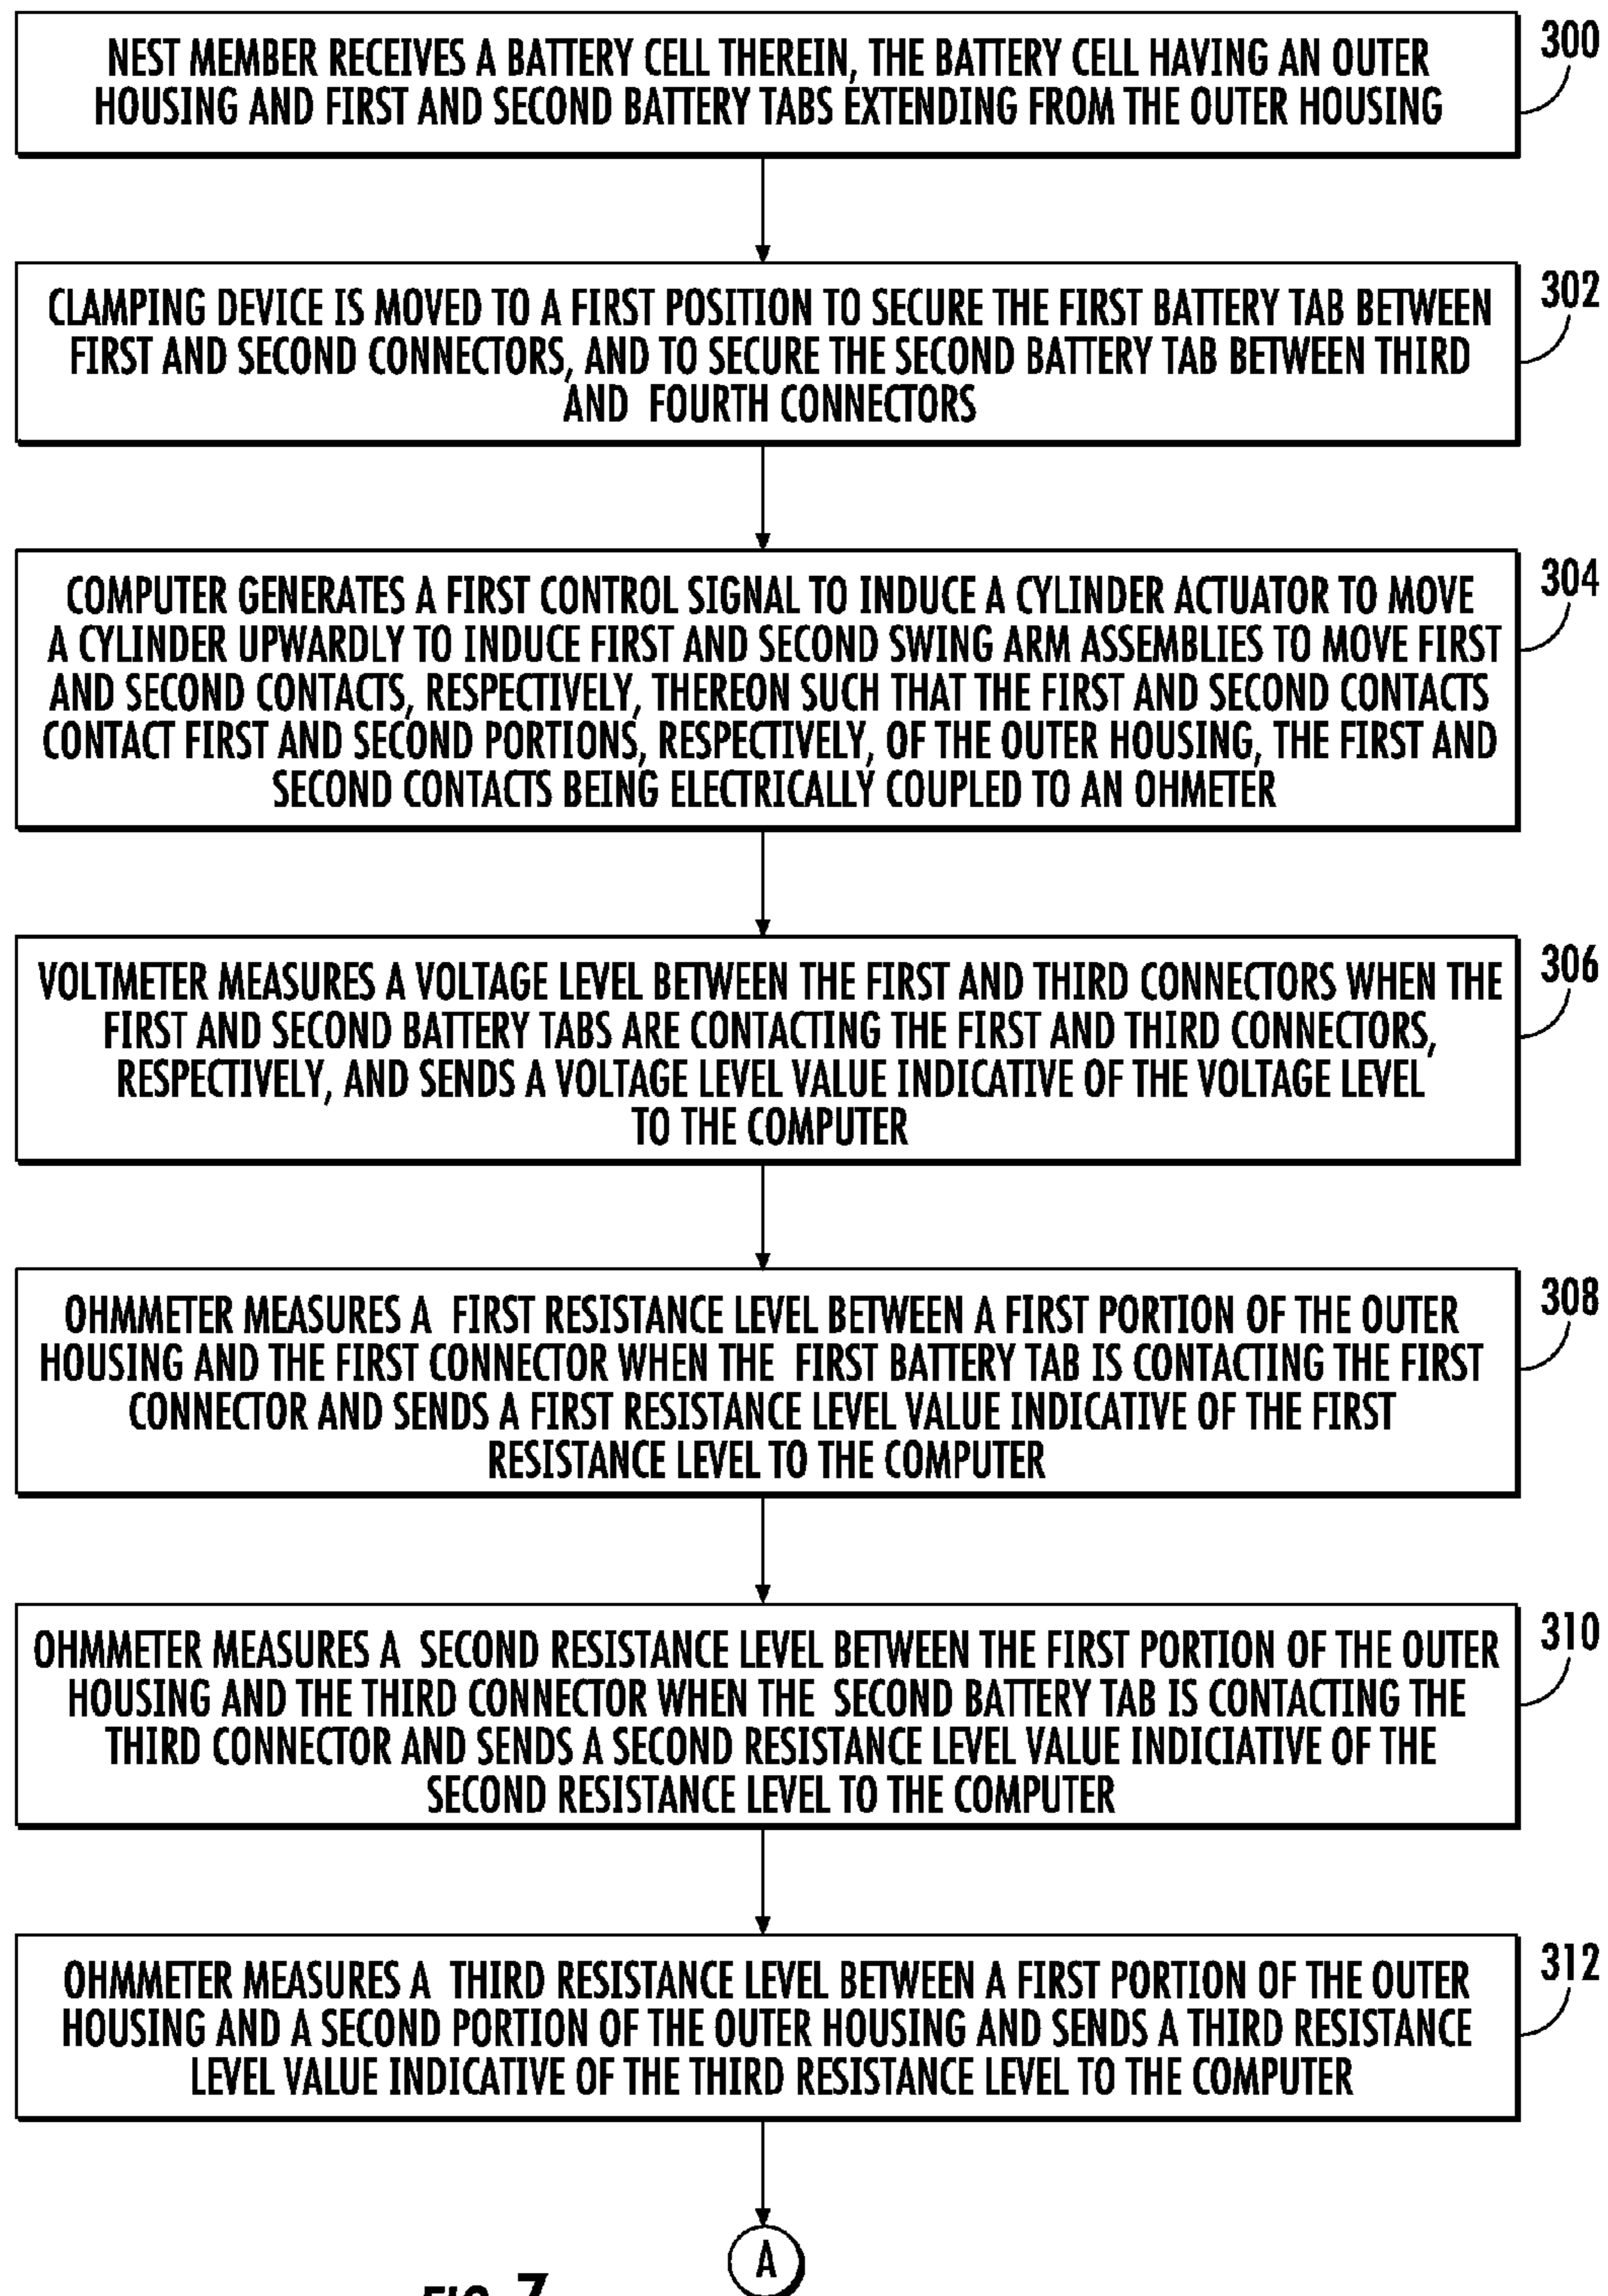 300
NEST MEMBER RECEIVES A BATTERY CELL THEREIN, THE BATTERY CELL HAVING AN OUTER
HOUSING AND FIRST AND SECOND BATTERY TABS EXTENDING FROM THE OUTER HOUSING
302
CLAMPING DEVICE IS MOVED TO A FIRST POSITION TO SECURE THE FIRST BATTERY TAB BETWEEN
FIRST AND SECOND CONNECTORS, AND TO SECURE THE SECOND BATTERY TAB BETWEEN THIRD
AND FOURTH CONNECTORS
304
COMPUTER GENERATES A FIRST CONTROL SIGNAL TO INDUCE A CYLINDER ACTUATOR TO MOVE
A CYLINDER UPWARDLY TO INDUCE FIRST AND SECOND SWING ARM ASSEMBLIES TO MOVE FIRST
AND SECOND CONTACTS, RESPECTIVELY, THEREON SUCH THAT THE FIRST AND SECOND CONTACTS
CONTACT FIRST AND SECOND PORTIONS, RESPECTIVELY, OF THE OUTER HOUSING, THE FIRST AND
SECOND CONTACTS BEING ELECTRICALLY COUPLED TO AN OHMETER
306
VOLTMETER MEASURES A VOLTAGE LEVEL BETWEEN THE FIRST AND THIRD CONNECTORS WHEN THE
FIRST AND SECOND BATTERY TABS ARE CONTACTING THE FIRST AND THIRD CONNECTORS,
RESPECTIVELY, AND SENDS A VOLTAGE LEVEL VALUE INDICATIVE OF THE VOLTAGE LEVEL
TO THE COMPUTER
308
OHMMETER MEASURES A FIRST RESISTANCE LEVEL BETWEEN A FIRST PORTION OF THE OUTER
HOUSING AND THE FIRST CONNECTOR WHEN THE FIRST BATTERY TAB IS CONTACTING THE FIRST
CONNECTOR AND SENDS A FIRST RESISTANCE LEVEL VALUE INDICATIVE OF THE FIRST
RESISTANCE LEVEL TO THE COMPUTER
310
OHMMETER MEASURES A SECOND RESISTANCE LEVEL BETWEEN THE FIRST PORTION OF THE OUTER
HOUSING AND THE THIRD CONNECTOR WHEN THE SECOND BATTERY TAB IS CONTACTING THE
THIRD CONNECTOR AND SENDS A SECOND RESISTANCE LEVEL VALUE INDICIATIVE OF THE
SECOND RESISTANCE LEVEL TO THE COMPUTER
312
OHMMETER MEASURES A THIRD RESISTANCE LEVEL BETWEEN A FIRST PORTION OF THE OUTER
HOUSING AND A SECOND PORTION OF THE OUTER HOUSING AND SENDS A THIRD RESISTANCE
LEVEL VALUE INDICATIVE OF THE THIRD RESISTANCE LEVEL TO THE COMPUTER
A